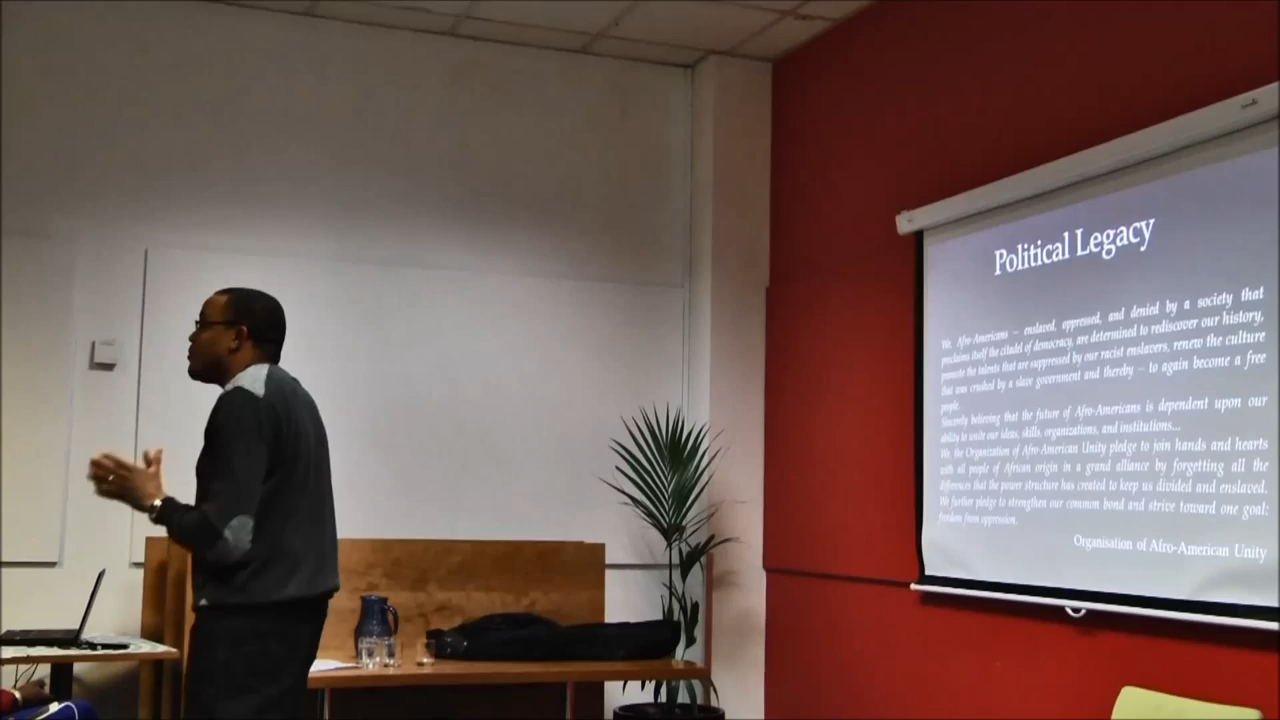 Political Legacy
We, Afro-Americans – enslaved, oppressed, and denied by a society that
proclaims itself the citadel of democracy, are determined to rediscover our history,
promote the talents that are suppressed by our racist enslavers, renew the culture
that was crushed by a slave government and thereby – to again become a free
people.
Sincerely believing that the future of Afro-Americans is dependent upon our
ability to unite our ideas, skills, organizations, and institutions...
We, the Organization of Afro-American Unity pledge to join hands and hearts
with all people of African origin in a grand alliance by forgetting all the
differences that the power structure has created to keep us divided and enslaved.
We further pledge to strengthen our common bond and strive toward one goal:
freedom from oppression.
Organisation of Afro-American Unity